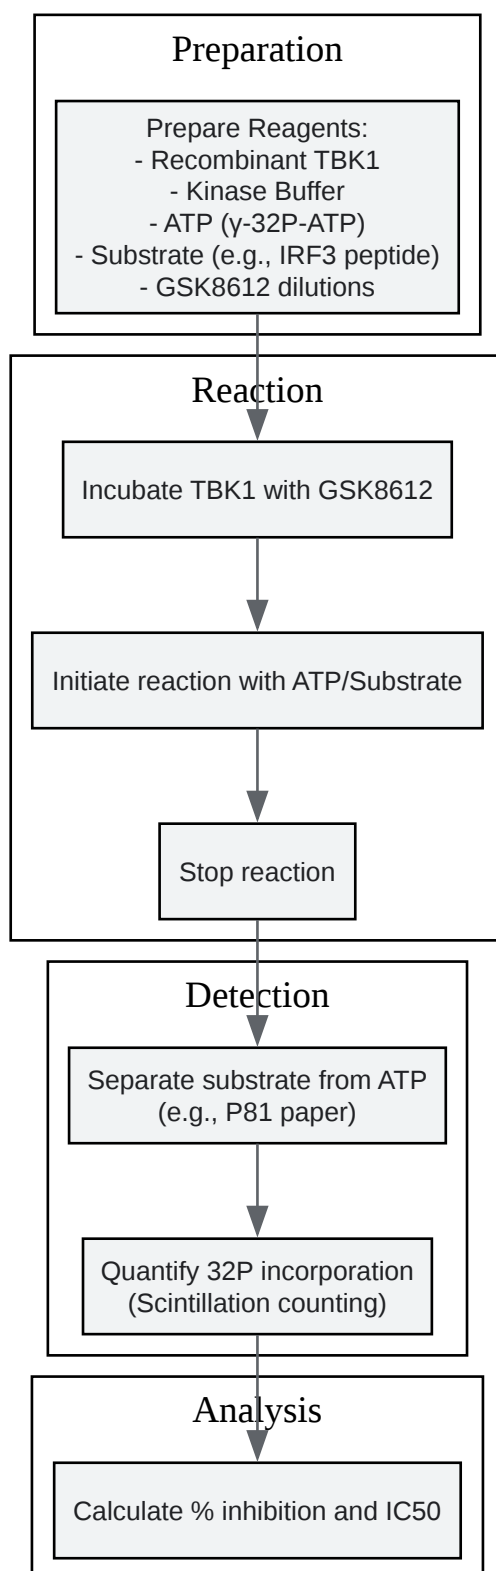 Preparation
Prepare Reagents:
- Recombinant TBK1
- Kinase Buffer
- ATP (γ-32P-ATP)
- Substrate (e.g., IRF3 peptide)
- GSK8612 dilutions
Reaction
Incubate TBK1 with GSK8612
Initiate reaction with ATP/Substrate
Stop reaction
Detection
Separate substrate from ATP
(e.g., P81 paper)
Quantify 32P incorporation
(Scintillation counting)
Analysis
Calculate % inhibition and IC50